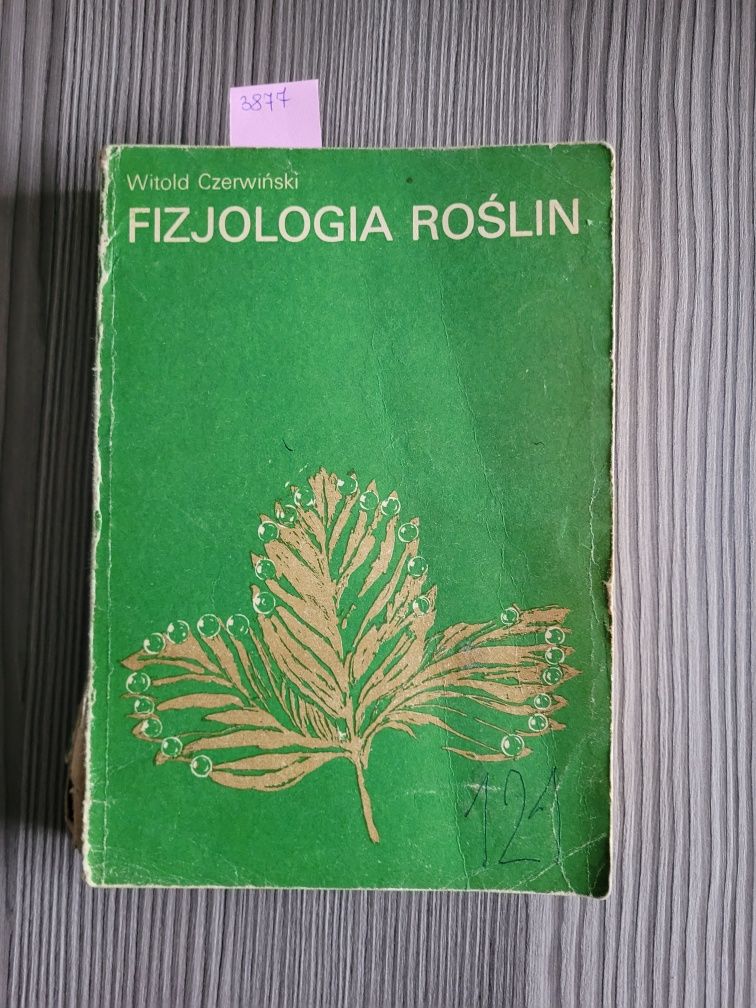 3877
Witold Czerwiński
FIZJOLOGIA ROŚLIN
121